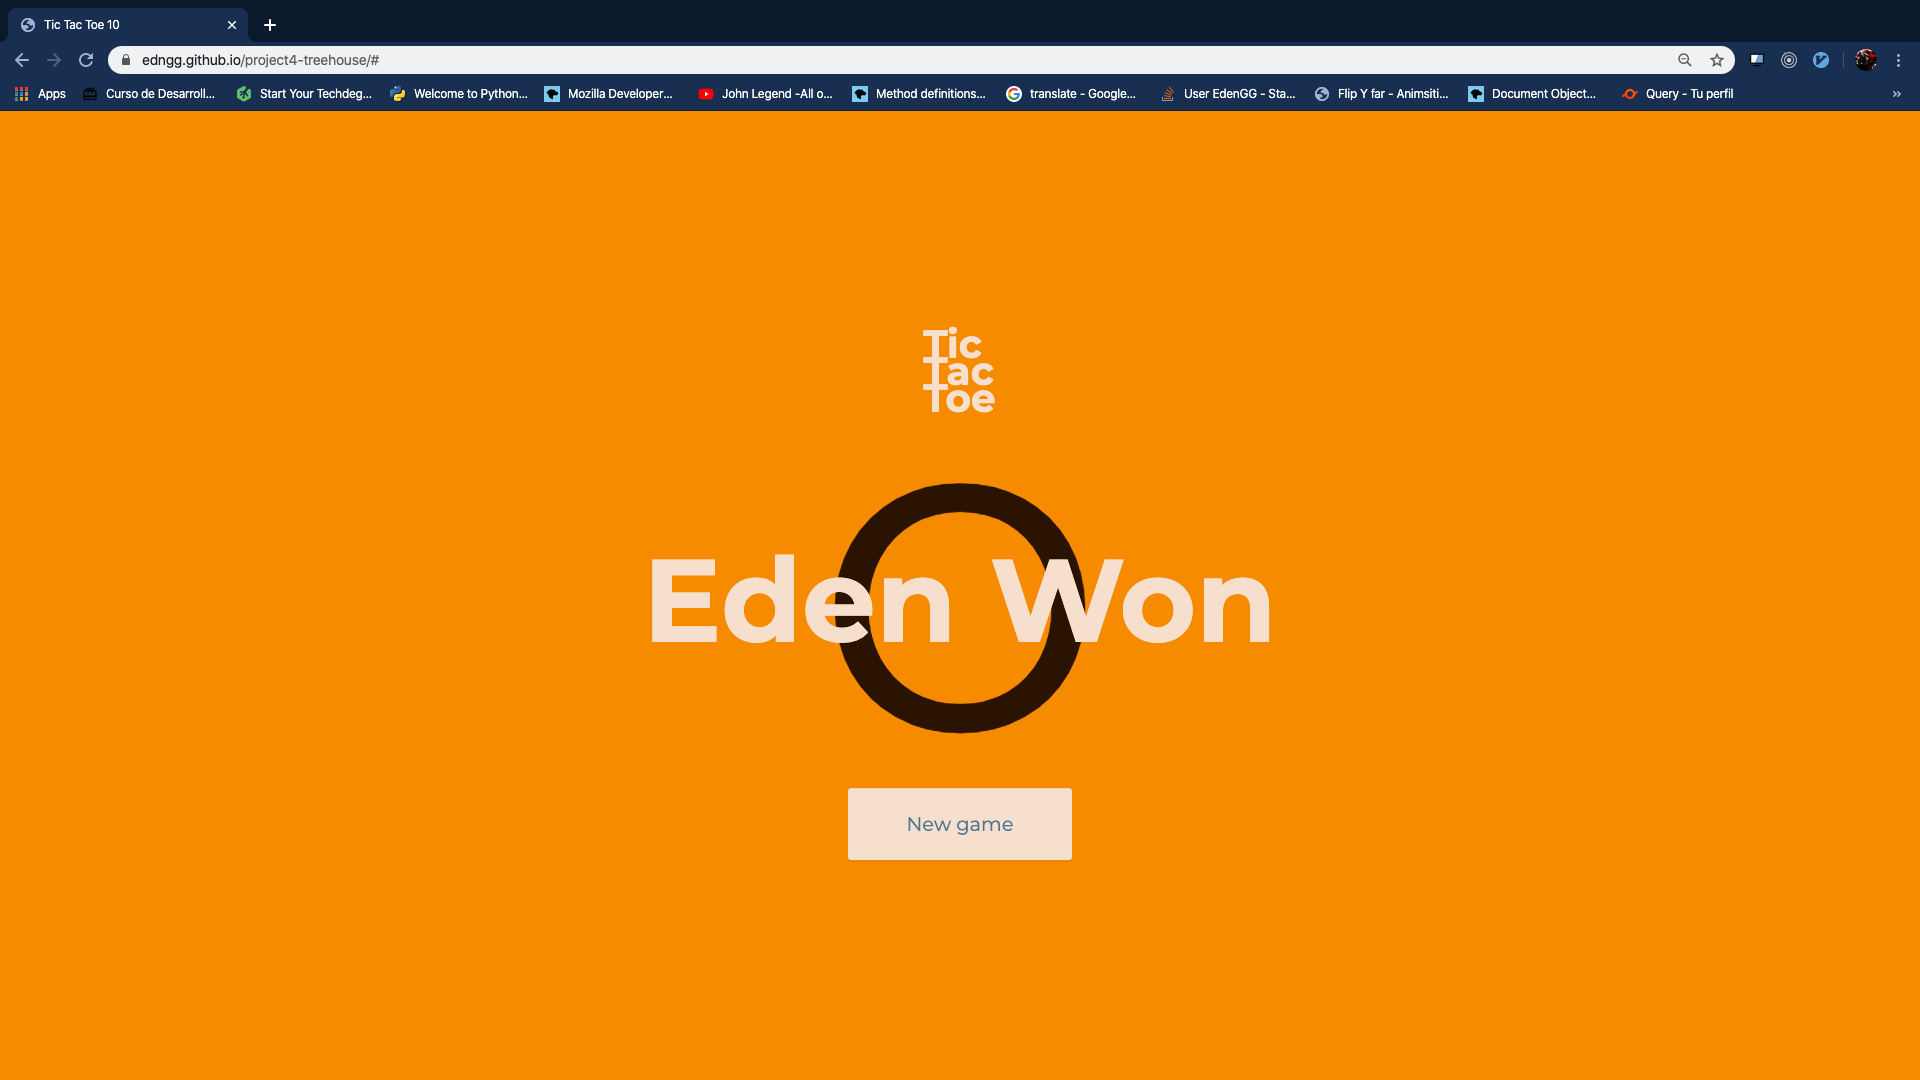 Tic Tac Toe 10
edngg.github.io/project4-treehouse/#
Apps Curso de Desarroll... Start Your Techdeg... Welcome to Python... Mozilla Developer... John Legend -All o... Method definitions... translate - Google... User EdenGG - Sta... Flip Y far - Animsiti... Document Object... Query - Tu perfil »
Tic
Tac
Toe
Eden Won
New game